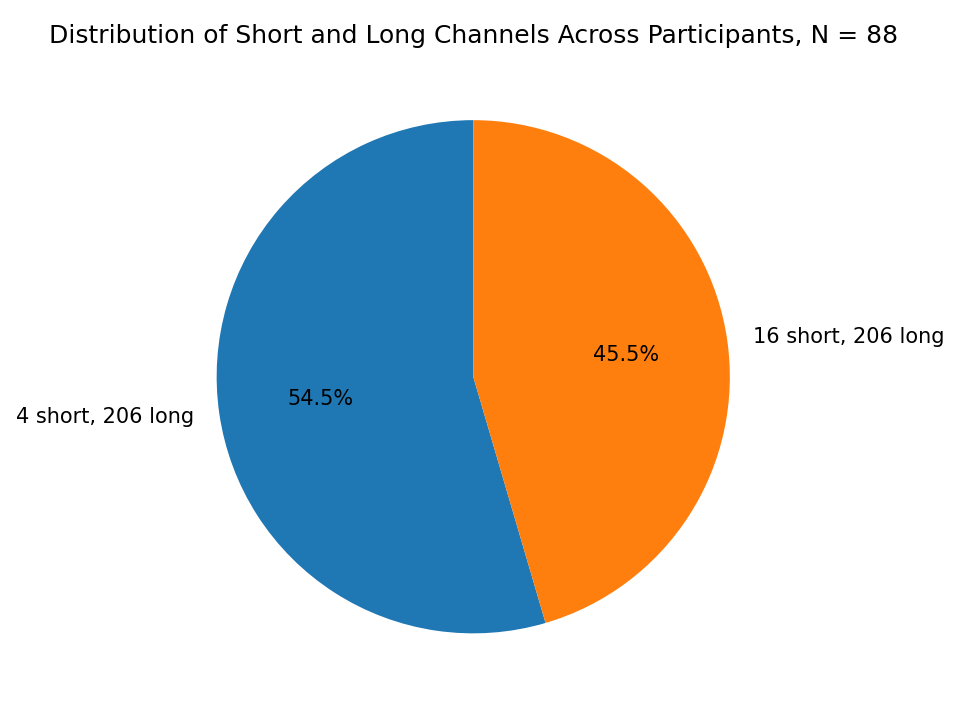 Distribution of Short and Long Channels Across Participants, N = 88
16 short, 206 long
45.5%
54.5%
4 short, 206 long